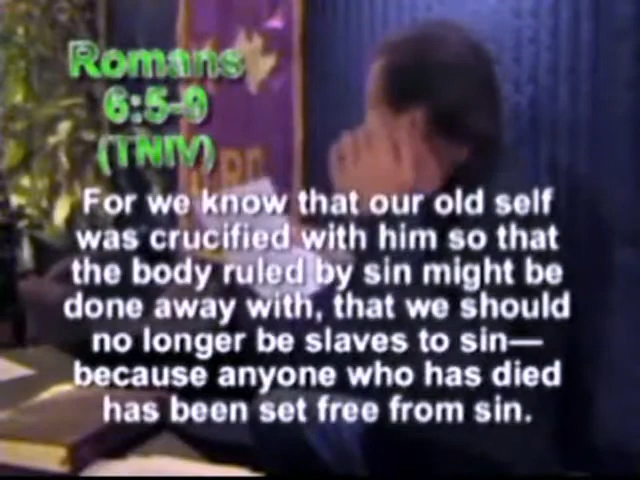 Romans
6:5-9
(TNIV)
For we know that our old self
was crucified with him so that
the body ruled by sin might be
done away with, that we should
no longer be slaves to sin—
because anyone who has died
has been set free from sin.